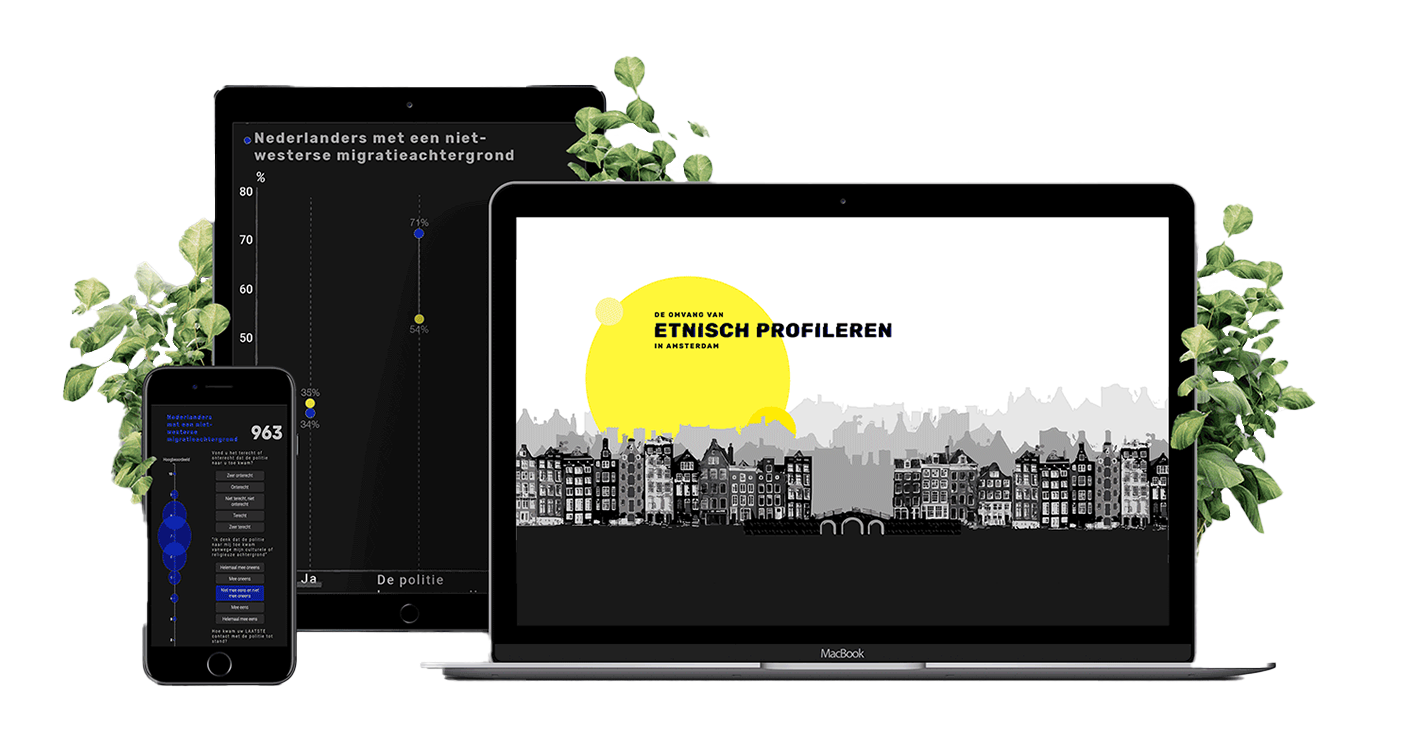 Nederlanders met een niet-
westerse migratieachtergrond
%
80
70
60
50
71%
54%
35%
34%
Ja
De politie
DE OMVANG VAN
ETNISCH PROFILEREN
IN AMSTERDAM
MacBook
Nederlanders
met een niet-
westerse
migratieachtergrond
963
Vond u het terecht of
onterecht dat de politie
naar u toe kwam?
Zeer onterecht
Onterecht
Niet terecht, niet
onterecht
Terecht
Zeer terecht
"Ik denk dat de politie
naar mij toe kwam
vanwege mijn culturele of
religieuze achtergrond"
Helemaal mee oneens
Mee oneens
Niet mee eens en niet
mee oneens
Mee eens
Helemaal mee eens
Hoe kwam uw LAATSTE
contact met de politie tot
stand?